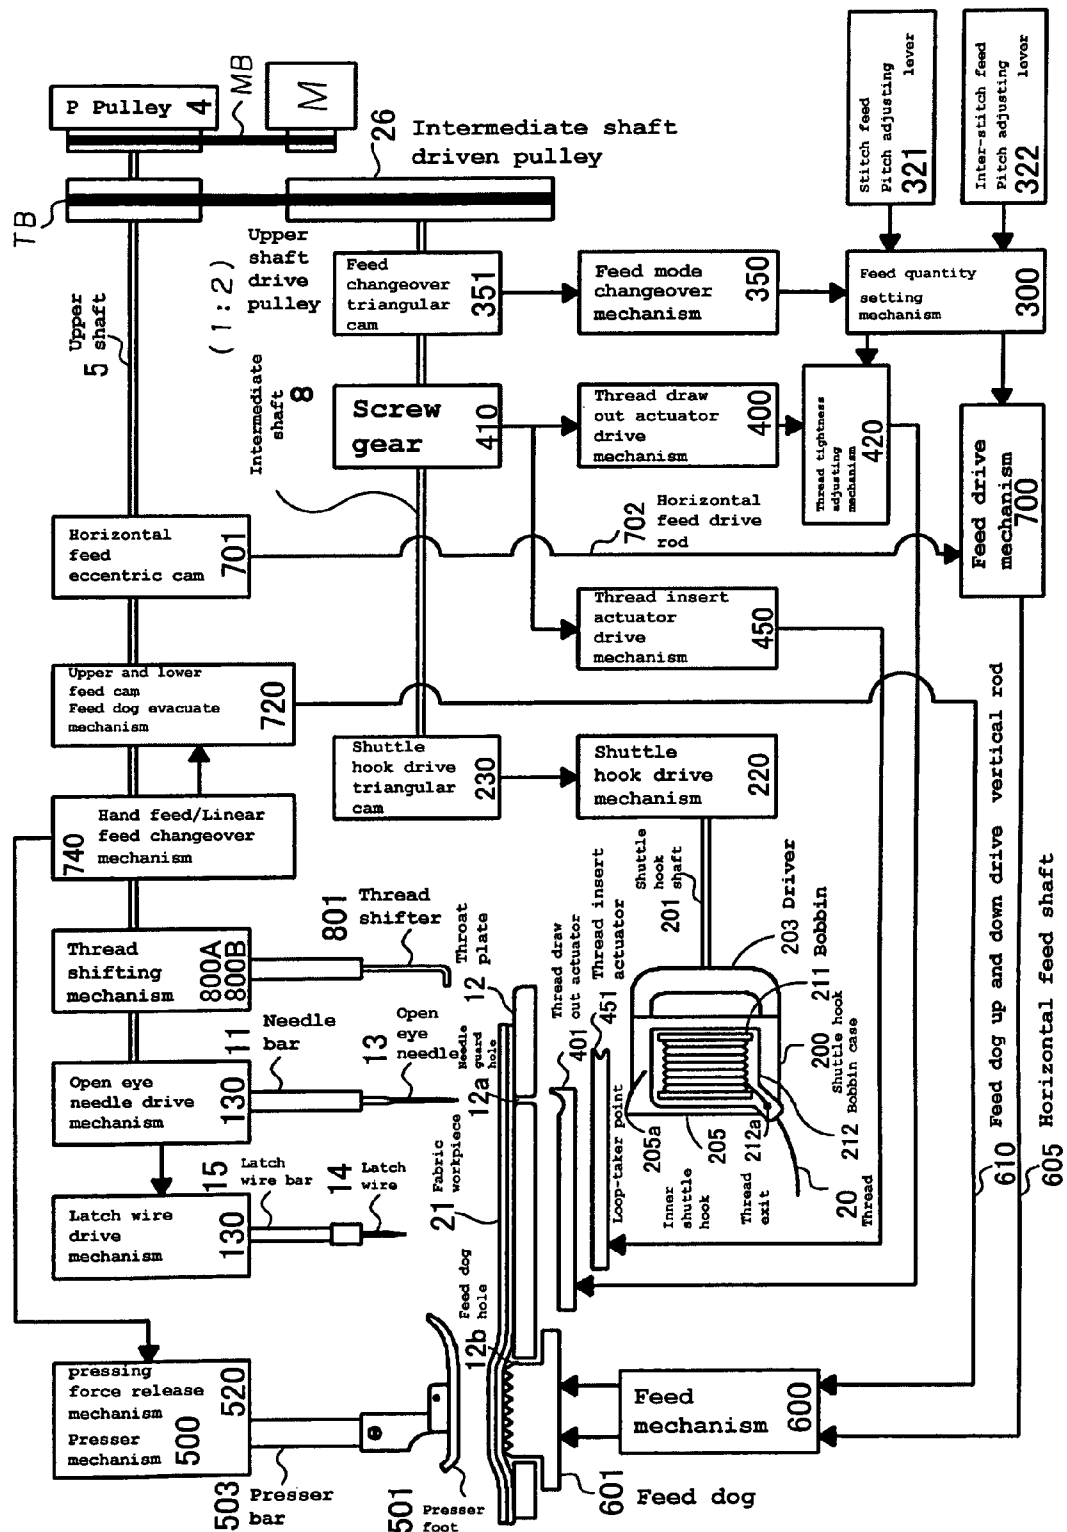 P Pulley 4
MB
M
TB
26
Intermediate shaft
driven pulley
Upper
shaft
5
Upper
shaft
drive
pulley
(1:2)
Stitch feed
Pitch adjusting
lever
321
Inter-stitch feed
Pitch adjusting
lever
322
Feed
changeover
triangular
cam
351
Feed mode
changeover
mechanism
350
Feed quantity
setting
mechanism
300
Intermediate
shaft
8
Screw
gear
410
Thread draw
out actuator
drive
mechanism
400
Thread tightness
adjusting
mechanism
420
Feed drive
mechanism
700
Horizontal
feed
eccentric cam
701
702
Horizontal
feed drive
rod
Thread insert
actuator
drive
mechanism
450
Upper and lower
feed cam
Feed dog evacuate
mechanism
720
Shuttle
hook drive
triangular
cam
230
Shuttle
hook drive
mechanism
220
740
Hand feed/Linear
feed changeover
mechanism
Thread
shifting
mechanism
800A
800B
801
Thread
shifter
Throat
plate
12
Shuttle
hook
shaft
201
203 Driver
211 Bobbin
Thread insert
actuator
451
Thread draw
out actuator
401
Open eye
needle drive
mechanism
130
11
Needle
bar
13
Open
eye
needle
Needle
guard
hole
12a
200
Shuttle hook
Bobbin case
212
212a
205
205a
Loop-taker point
Inner
shuttle
hook
Thread
exit
20
Thread
Latch wire
drive
mechanism
130
15
Latch
wire bar
14
Latch
wire
21
Fabric
workpiece
Feed dog
hole
12b
pressing
force release
mechanism
520
Presser
mechanism
500
503
Presser
bar
501
Presser
foot
601
Feed dog
Feed
mechanism
600
610
Feed dog up and down drive vertical rod
605
Horizontal feed shaft